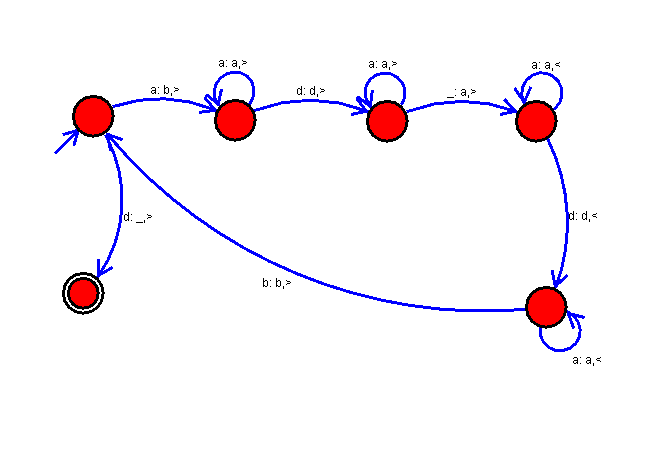 a: a,>
a: a,>
a: a,<
a: b,>
d: d,>
_: a,>
d: _,>
d: d,<
b: b,>
a: a,<